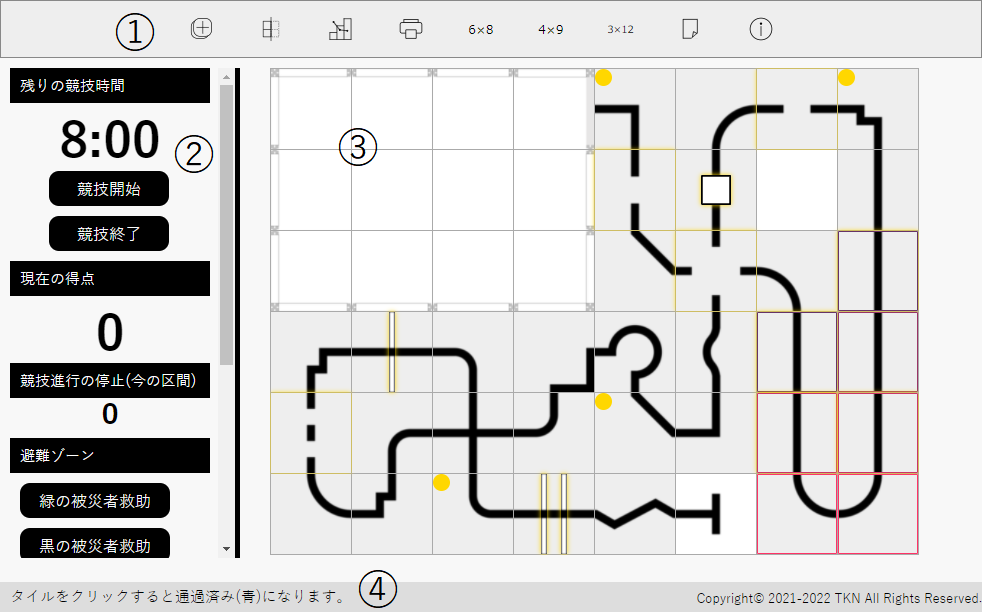 ①
6×8
4×9
3×12
残りの競技時間
8:00
②
競技開始
競技終了
現在の得点
0
競技進行の停止(今の区間)
0
避難ゾーン
緑の被災者救助
黒の被災者救助
③
タイルをクリックすると通過済み(青)になります。
④
Copyright© 2021-2022 TKN All Rights Reserved.